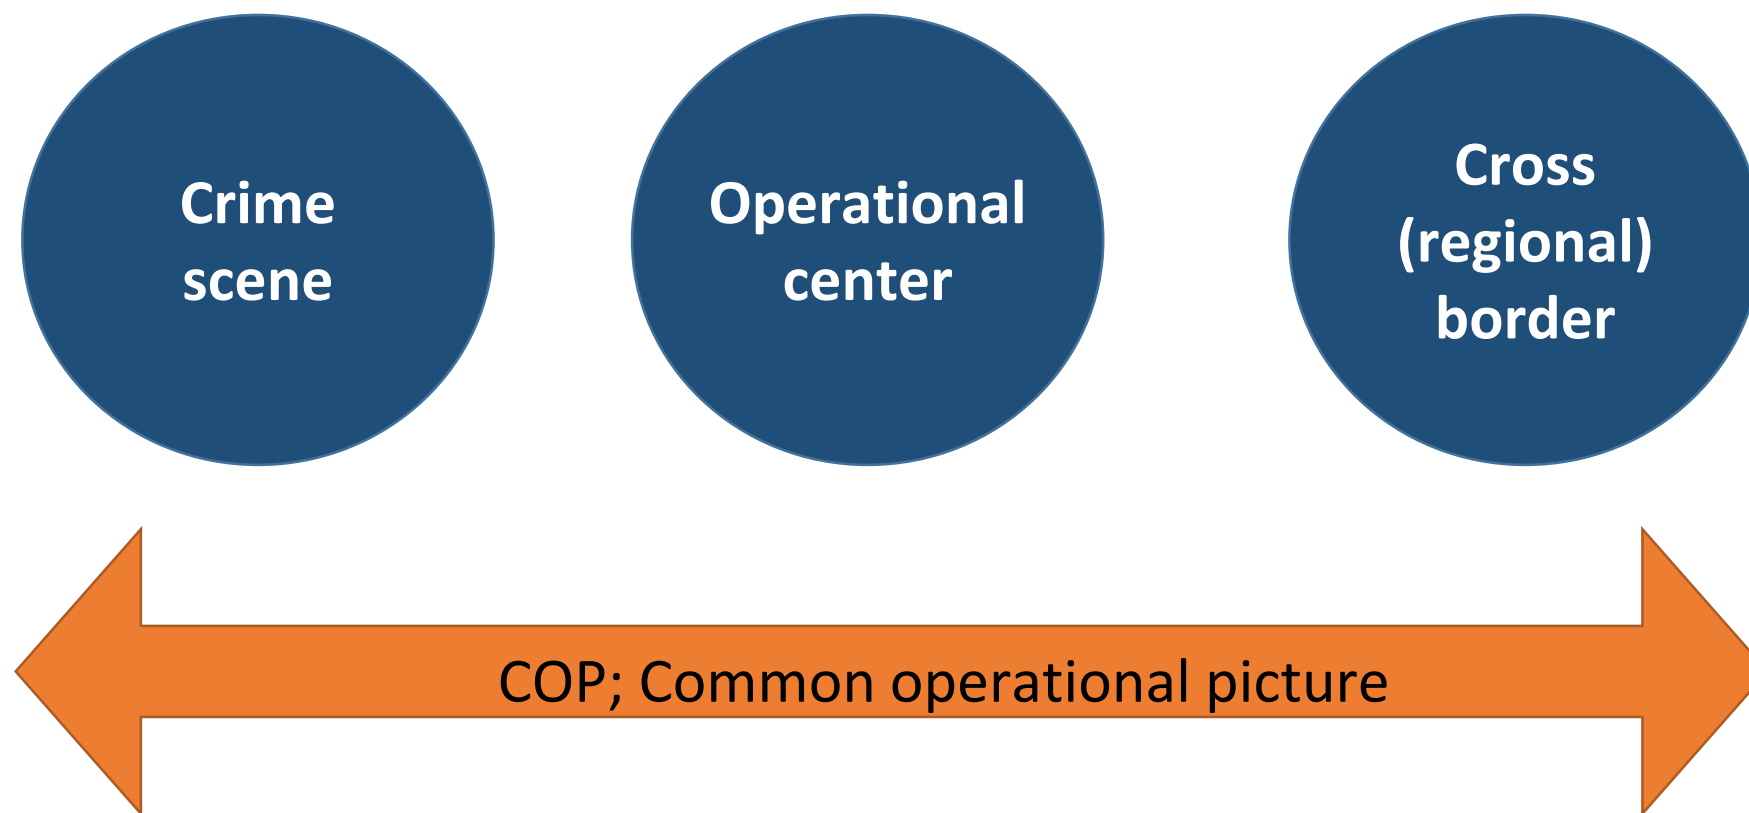 Crime
scene
Operational
center
Cross
(regional)
border
COP; Common operational picture